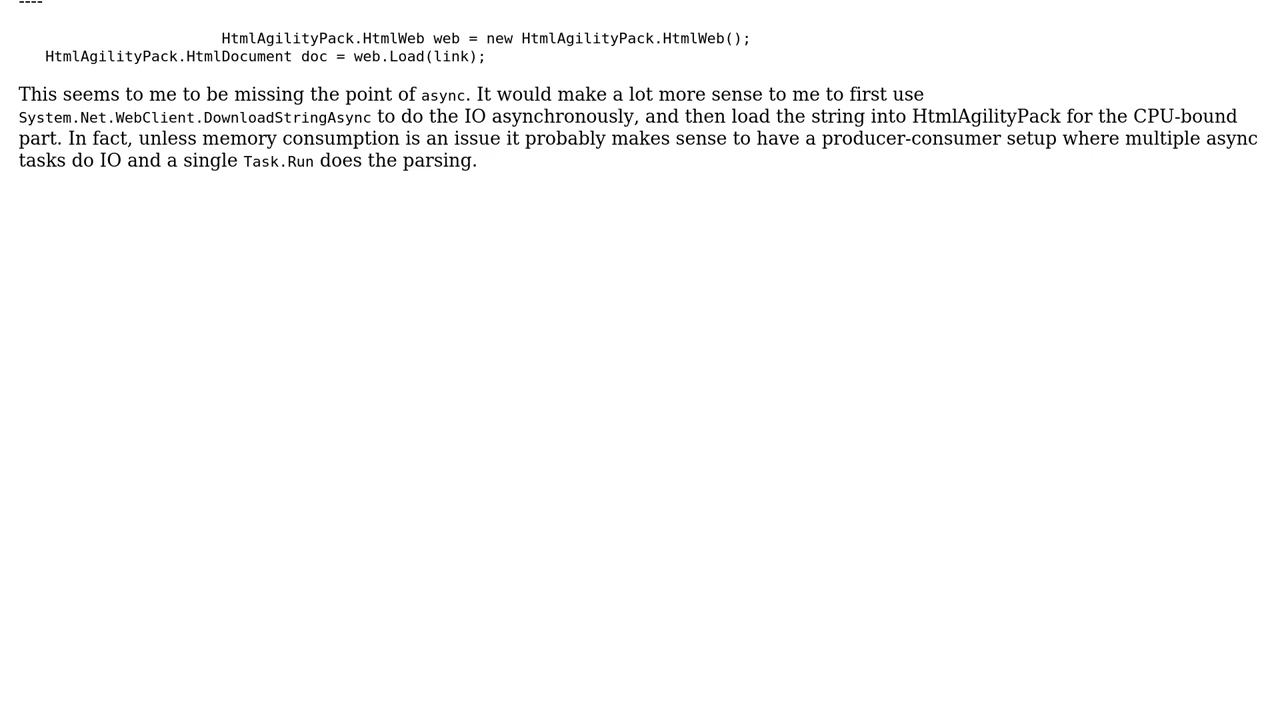 ----
HtmlAgilityPack.HtmlWeb web = new HtmlAgilityPack.HtmlWeb();
HtmlAgilityPack.HtmlDocument doc = web.Load(link);
This seems to me to be missing the point of async. It would make a lot more sense to me to first use
System.Net.WebClient.DownloadStringAsync to do the IO asynchronously, and then load the string into HtmlAgilityPack for the CPU-bound
part. In fact, unless memory consumption is an issue it probably makes sense to have a producer-consumer setup where multiple async
tasks do IO and a single Task.Run does the parsing.